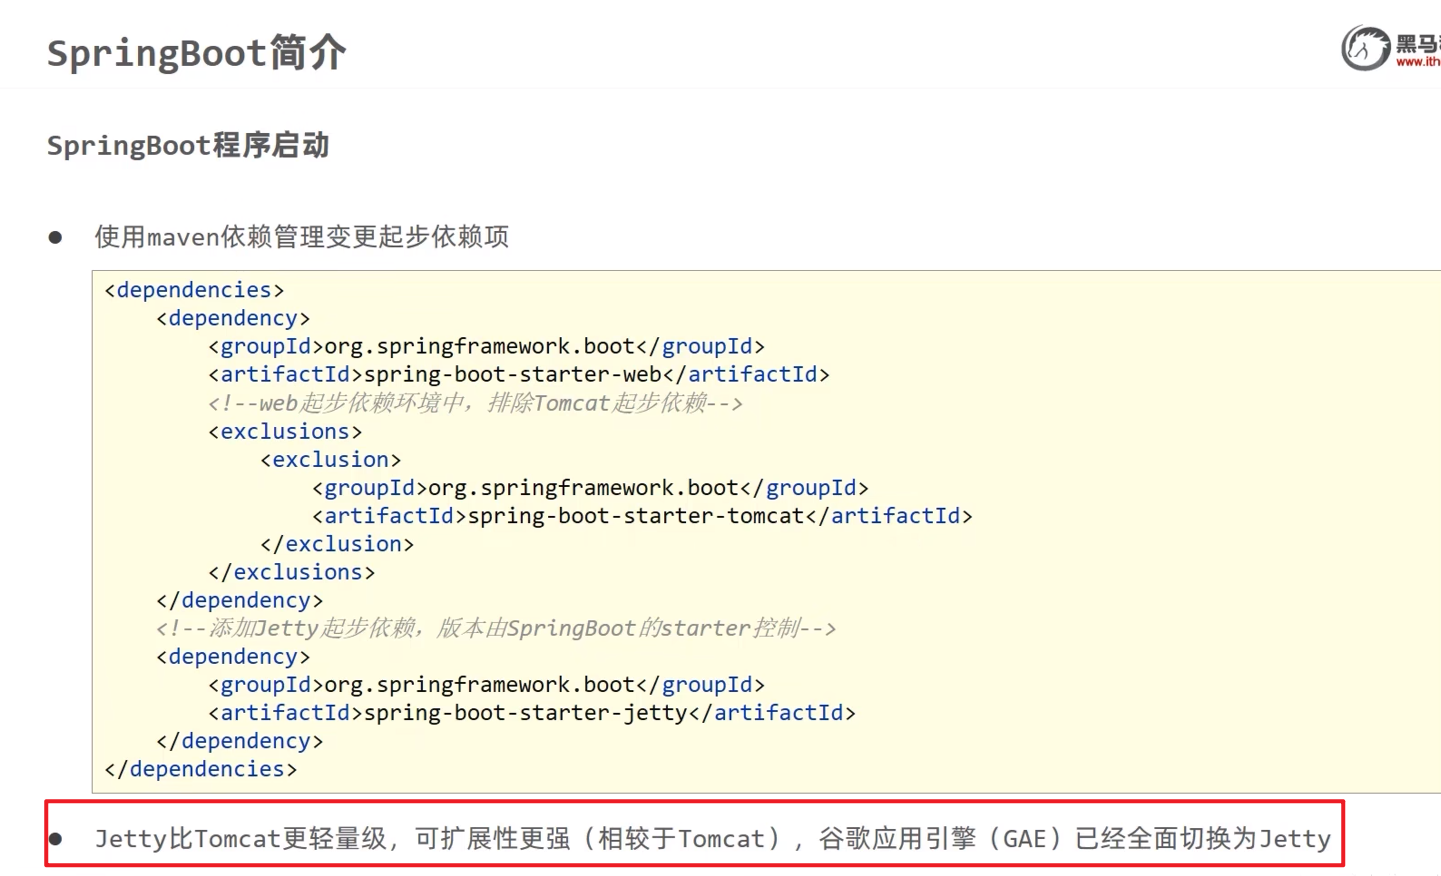 SpringBoot简介
黑马
www.ith
SpringBoot程序启动
● 使用maven依赖管理变更起步依赖项
<dependencies>
    <dependency>
        <groupId>org.springframework.boot</groupId>
        <artifactId>spring-boot-starter-web</artifactId>
        <!--web起步依赖环境中，排除Tomcat起步依赖-->
        <exclusions>
            <exclusion>
                <groupId>org.springframework.boot</groupId>
                <artifactId>spring-boot-starter-tomcat</artifactId>
            </exclusion>
        </exclusions>
    </dependency>
    <!--添加Jetty起步依赖，版本由SpringBoot的starter控制-->
    <dependency>
        <groupId>org.springframework.boot</groupId>
        <artifactId>spring-boot-starter-jetty</artifactId>
    </dependency>
</dependencies>
● Jetty比Tomcat更轻量级，可扩展性更强（相较于Tomcat），谷歌应用引擎（GAE）已经全面切换为Jetty